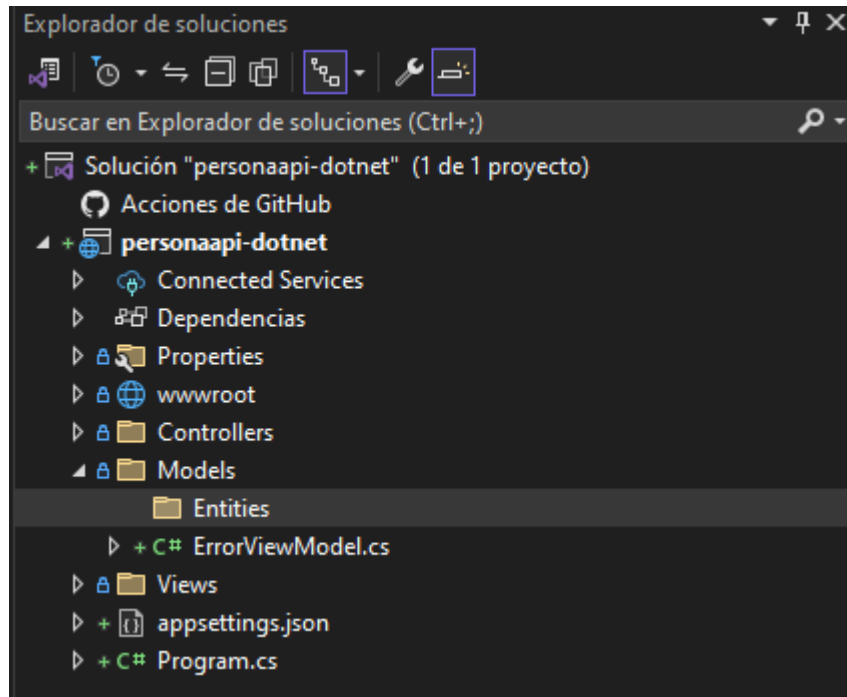 Explorador de soluciones
Buscar en Explorador de soluciones (Ctrl+;)
Solución "personaapi-dotnet" (1 de 1 proyecto)
Acciones de GitHub
personaapi-dotnet
Connected Services
Dependencias
Properties
wwwroot
Controllers
Models
Entities
C# ErrorViewModel.cs
Views
appsettings.json
C# Program.cs